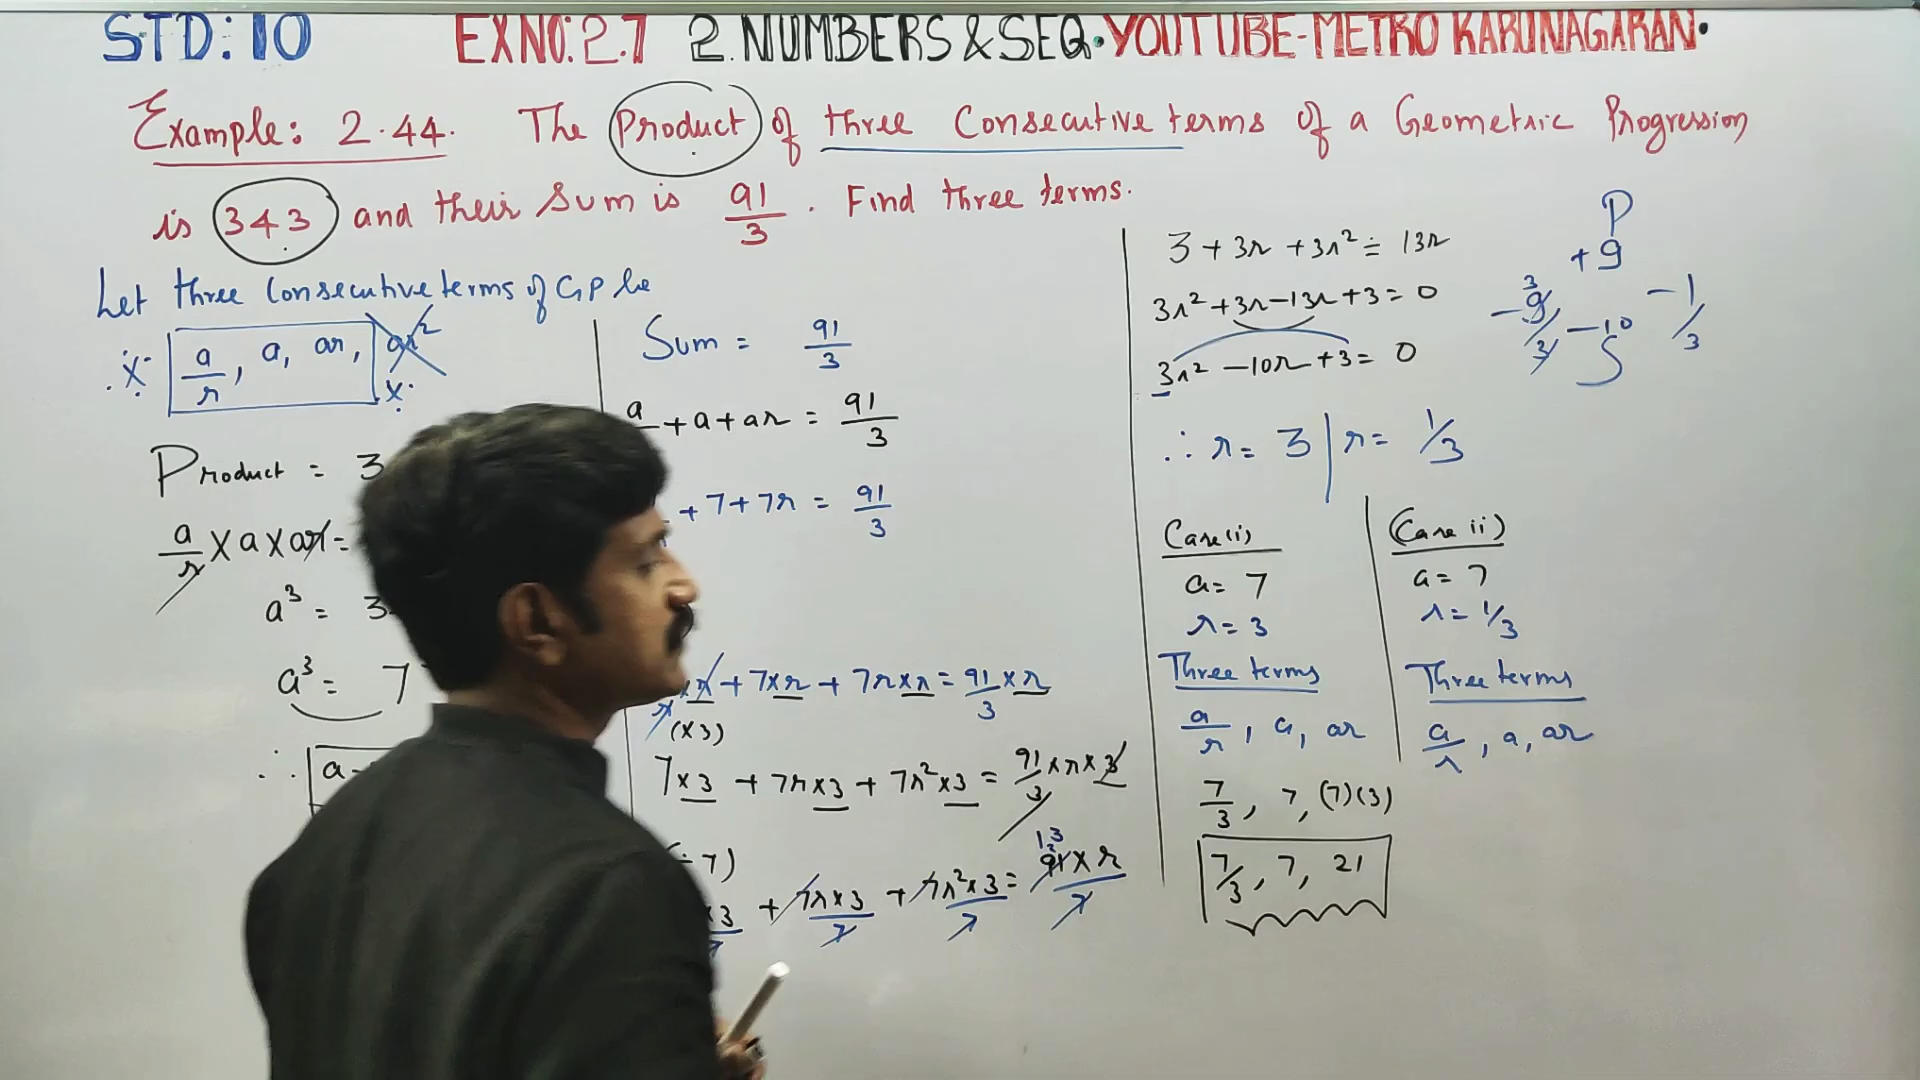 STD: 10 EXNO: 2.7 2. NUMBERS & SEQ. YOUTUBE-METRO KARUNAGARAN.
Example: 2.44. The Product of three Consecutive terms of a Geometric Progression
is 343 and their Sum is 91/3. Find three terms.
Let three Consecutive terms of GP be
a/r, a, ar, ar²
Product = 3
a/r × a × ar =
a³ = 3
a³ = 7
∴ a
Sum = 91/3
a + a + ar = 91/3
+ 7 + 7r = 91/3
×r + 7×r + 7r×r = 91/3 × r
(×3)
7×3 + 7r×3 + 7r²×3 = 91/3 × r × 3
÷ 7)
×3/7 + 7r×3/7 + 7r²×3/7 = 91×r/7
13
3 + 3r + 3r² = 13r
3r² + 3r - 13r + 3 = 0
3r² - 10r + 3 = 0
∴ r = 3 | r = 1/3
P
+9
-9/3 3 -10 -1/3
S
Case (i)
a = 7
r = 3
Three terms
a/r, a, ar
7/3, 7, (7)(3)
7/3, 7, 21
(Case ii)
a = 7
r = 1/3
Three terms
a/r, a, ar